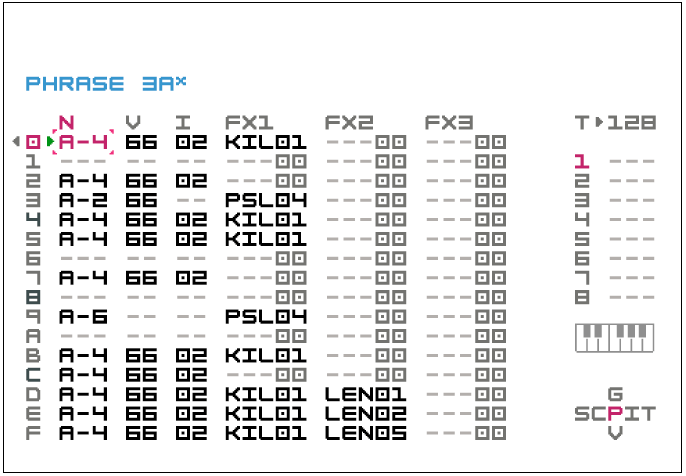 PHRASE 3Aˣ
N V I FX1 FX2 FX3 T 128
0 A-4 66 02 KIL01 ---00 ---00
1 --- -- -- ---00 ---00 ---00 1 ---
2 A-4 66 02 ---00 ---00 ---00 2 ---
3 A-2 66 -- PSL04 ---00 ---00 3 ---
4 A-4 66 02 KIL01 ---00 ---00 4 ---
5 A-4 66 02 KIL01 ---00 ---00 5 ---
6 --- -- -- ---00 ---00 ---00 6 ---
7 A-4 66 02 ---00 ---00 ---00 7 ---
8 --- -- -- ---00 ---00 ---00 8 ---
9 A-6 -- -- PSL04 ---00 ---00
A --- -- -- ---00 ---00 ---00
B A-4 66 02 KIL01 ---00 ---00
C A-4 66 02 ---00 ---00 ---00
D A-4 66 02 KIL01 LEN01 ---00 G
E A-4 66 02 KIL01 LEN02 ---00 SCPIT
F A-4 66 02 KIL01 LEN05 ---00 V